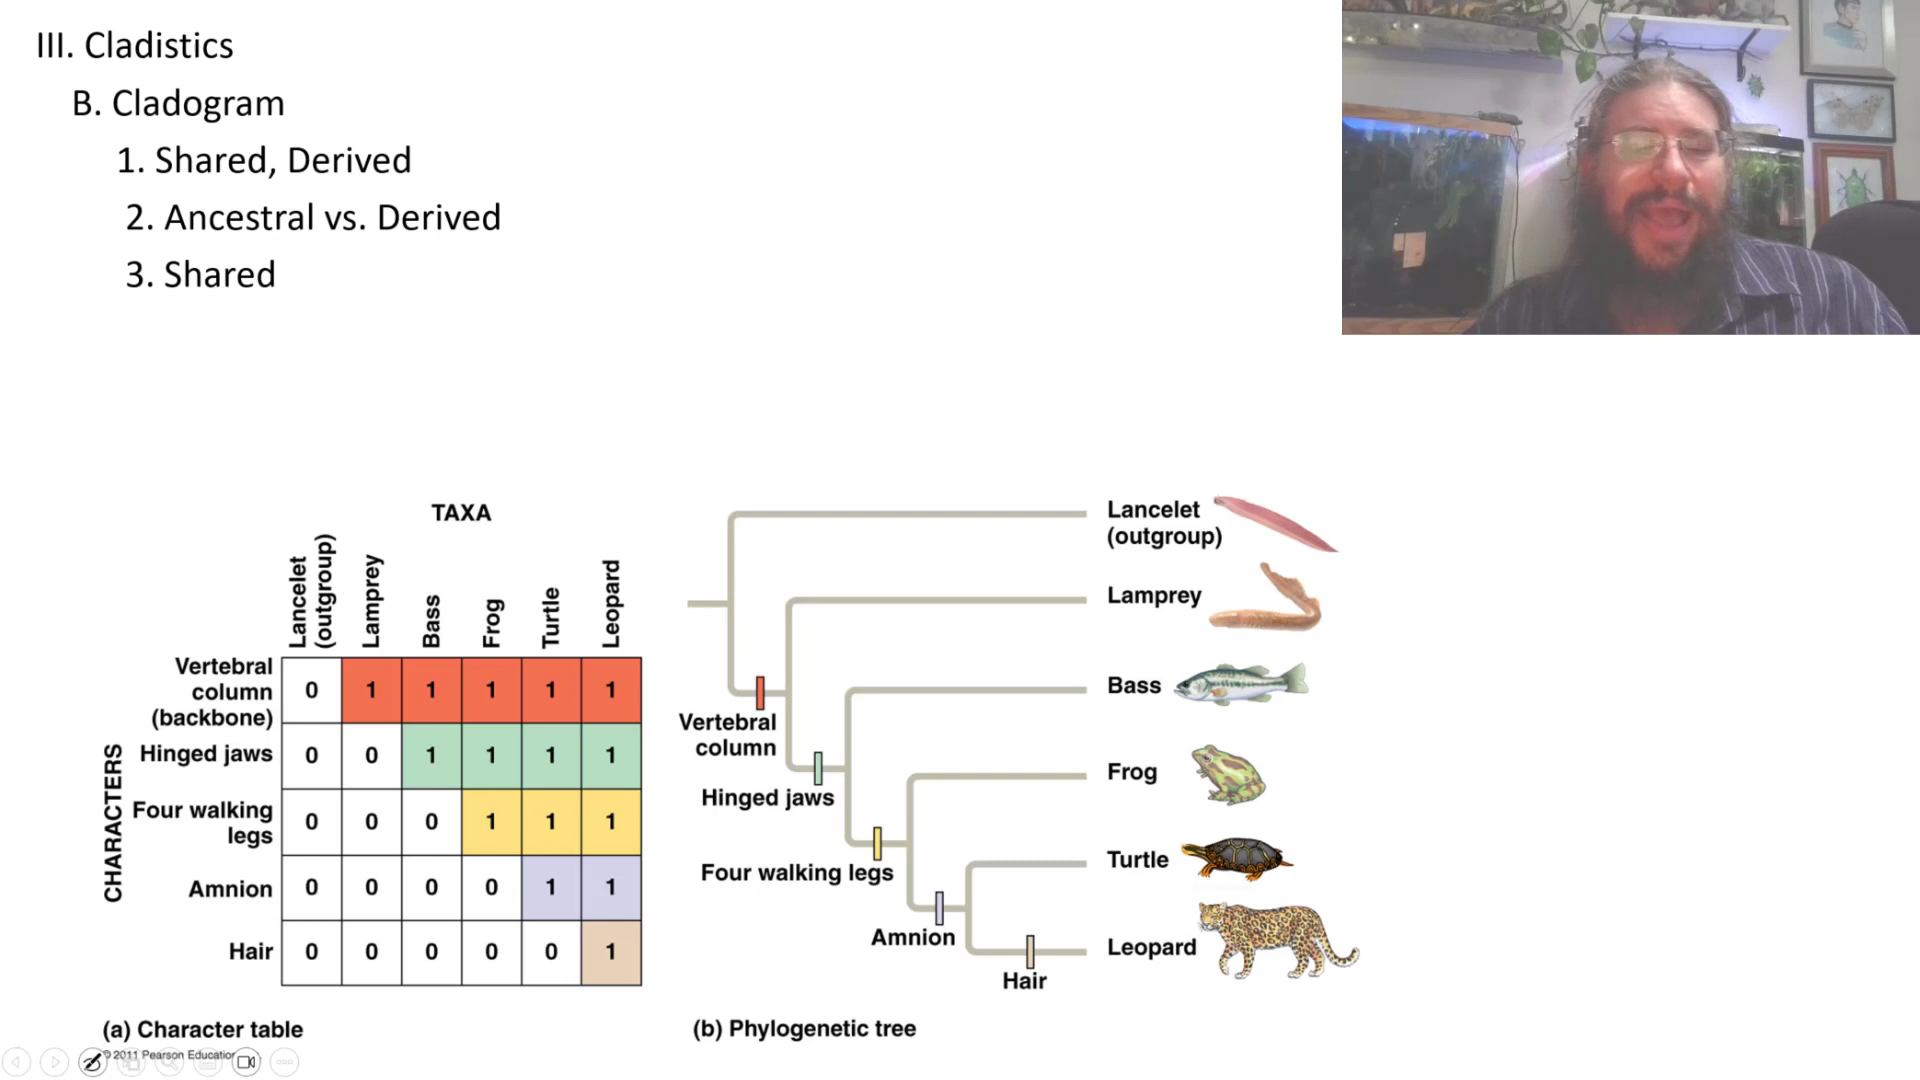 III. Cladistics
B. Cladogram
1. Shared, Derived
2. Ancestral vs. Derived
3. Shared
TAXA
Lancelet
(outgroup)
Lamprey
Bass
Frog
Turtle
Leopard
CHARACTERS
Vertebral
column
(backbone)
0 1 1 1 1 1
Hinged jaws
0 0 1 1 1 1
Four walking
legs
0 0 0 1 1 1
Amnion
0 0 0 0 1 1
Hair
0 0 0 0 0 1
(a) Character table
© 2011 Pearson Education
Lancelet
(outgroup)
Lamprey
Bass
Frog
Turtle
Leopard
Vertebral
column
Hinged jaws
Four walking legs
Amnion
Hair
(b) Phylogenetic tree